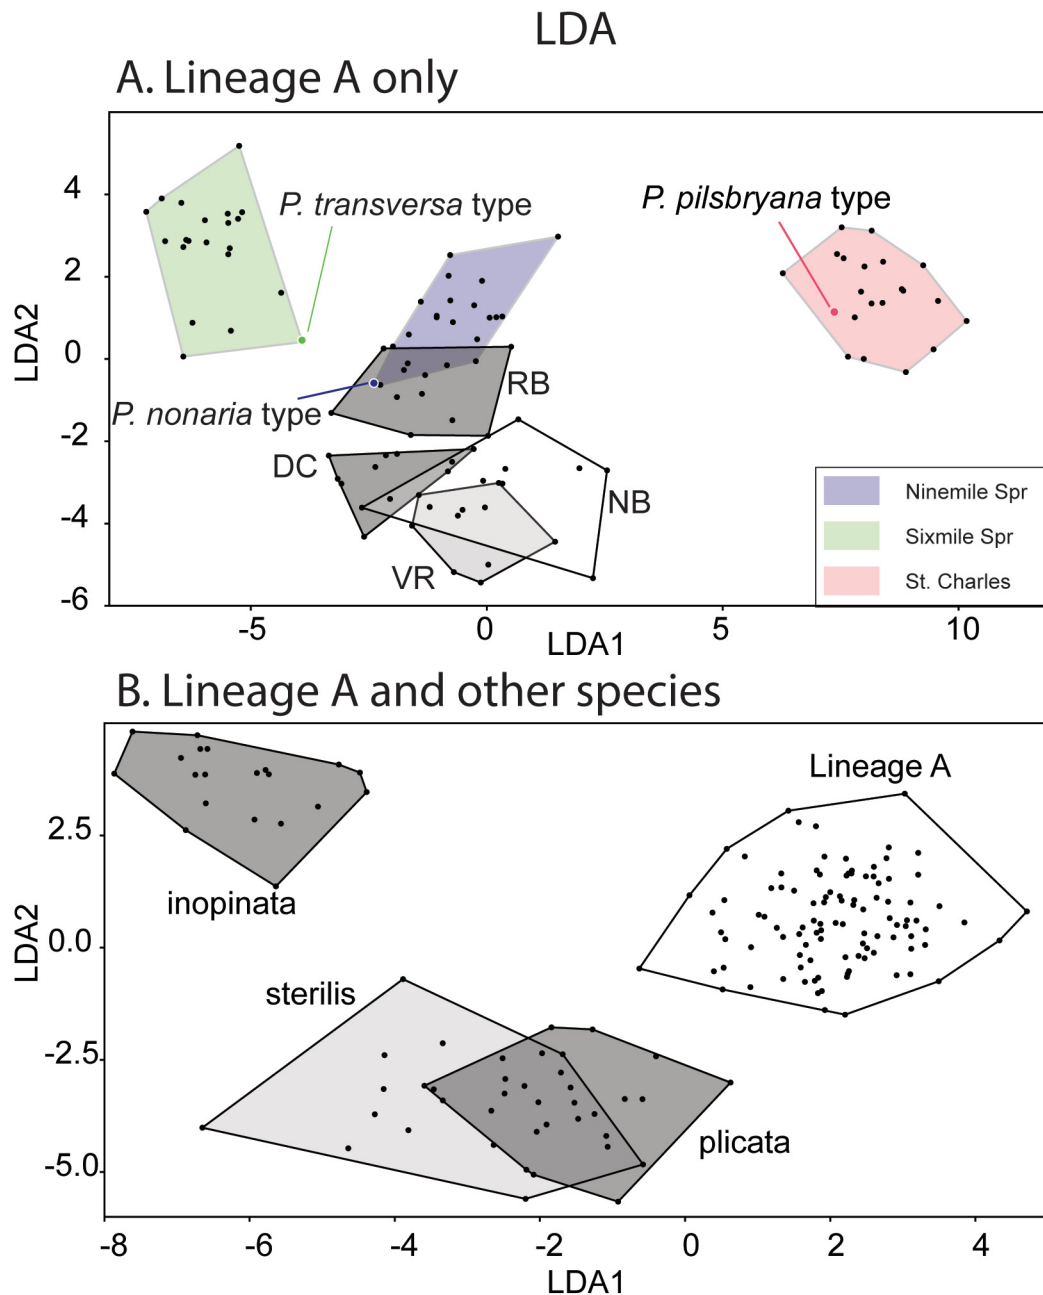 LDA
A. Lineage A only
4
2
0
-2
-4
-6
LDA2
P. transversa type
P. pilsbryana type
P. nonaria type
RB
DC
NB
VR
Ninemile Spr
Sixmile Spr
St. Charles
-5
0
5
10
LDA1
B. Lineage A and other species
2.5
0.0
-2.5
-5.0
LDA2
Lineage A
inopinata
sterilis
plicata
-8
-6
-4
-2
0
2
4
LDA1